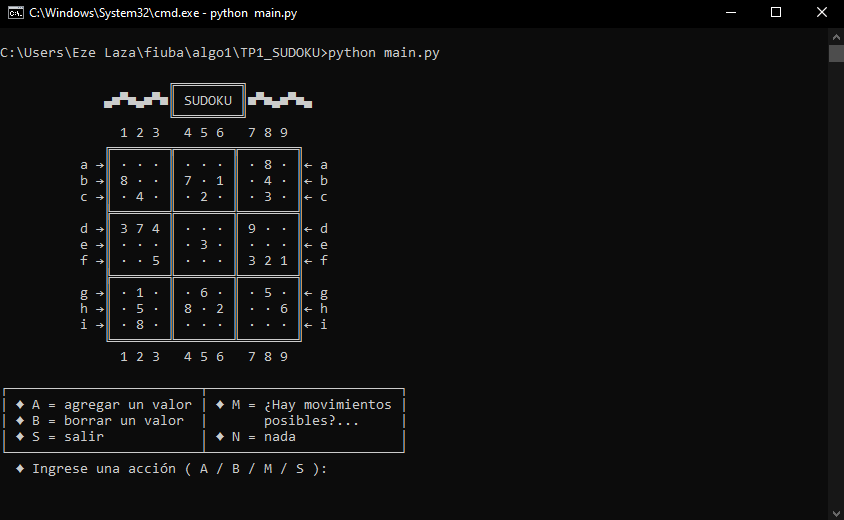 C:\Windows\System32\cmd.exe - python  main.py
C:\Users\Eze Laza\fiuba\algo1\TP1_SUDOKU>python main.py
SUDOKU
1 2 3   4 5 6   7 8 9
a → · · ·   · · ·   · 8 · ← a
b → 8 · ·   7 · 1   · 4 · ← b
c → · 4 ·   · 2 ·   · 3 · ← c
d → 3 7 4   · · ·   9 · · ← d
e → · · ·   · 3 ·   · · · ← e
f → · · 5   · · ·   3 2 1 ← f
g → · 1 ·   · 6 ·   · 5 · ← g
h → · 5 ·   8 · 2   · · 6 ← h
i → · 8 ·   · · ·   · · · ← i
1 2 3   4 5 6   7 8 9
♦ A = agregar un valor | ♦ M = ¿Hay movimientos
♦ B = borrar un valor | posibles?...
♦ S = salir | ♦ N = nada
♦ Ingrese una acción ( A / B / M / S ):